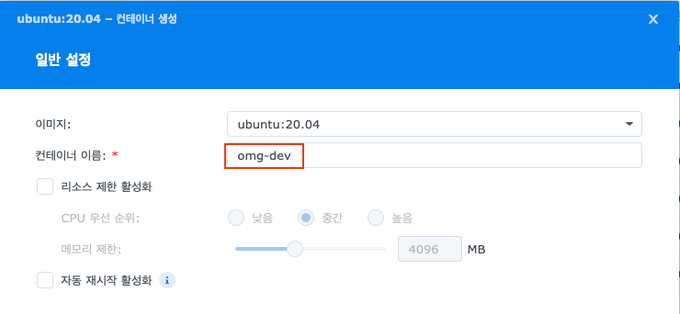 ubuntu:20.04 – 컨테이너 생성
일반 설정
이미지: ubuntu:20.04
컨테이너 이름: * omg-dev
리소스 제한 활성화
CPU 우선 순위: 낮음 중간 높음
메모리 제한: 4096 MB
자동 재시작 활성화 i